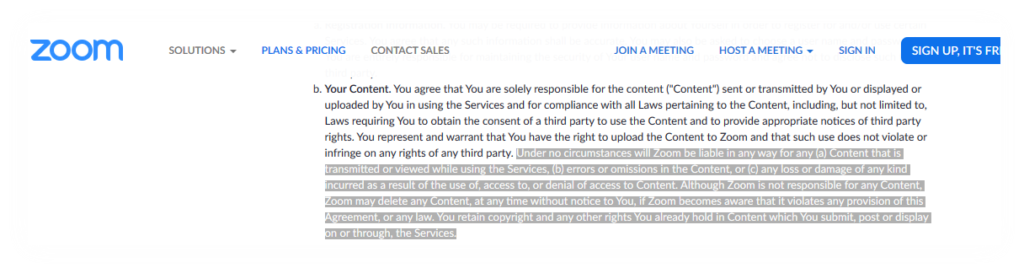 zoom
SOLUTIONS
PLANS & PRICING
CONTACT SALES
JOIN A MEETING
HOST A MEETING
SIGN IN
SIGN UP, IT'S
b. Your Content. You agree that You are solely responsible for the content ("Content") sent or transmitted by You or displayed or
uploaded by You in using the Services and for compliance with all Laws pertaining to the Content, including, but not limited to,
Laws requiring You to obtain the consent of a third party to use the Content and to provide appropriate notices of third party
rights. You represent and warrant that You have the right to upload the Content to Zoom and that such use does not violate or
infringe on any rights of any third party. Under no circumstances will Zoom be liable in any way for any (a) Content that is
transmitted or viewed while using the Services, (b) errors or omissions in the Content, or (c) any loss or damage of any kind
incurred as a result of the use of, access to, or denial of access to Content. Although Zoom is not responsible for any Content,
Zoom may delete any Content, at any time without notice to You, if Zoom becomes aware that it violates any provision of this
Agreement, or any law. You retain copyright and any other rights You already hold in Content which You submit, post or display
on or through, the Services.